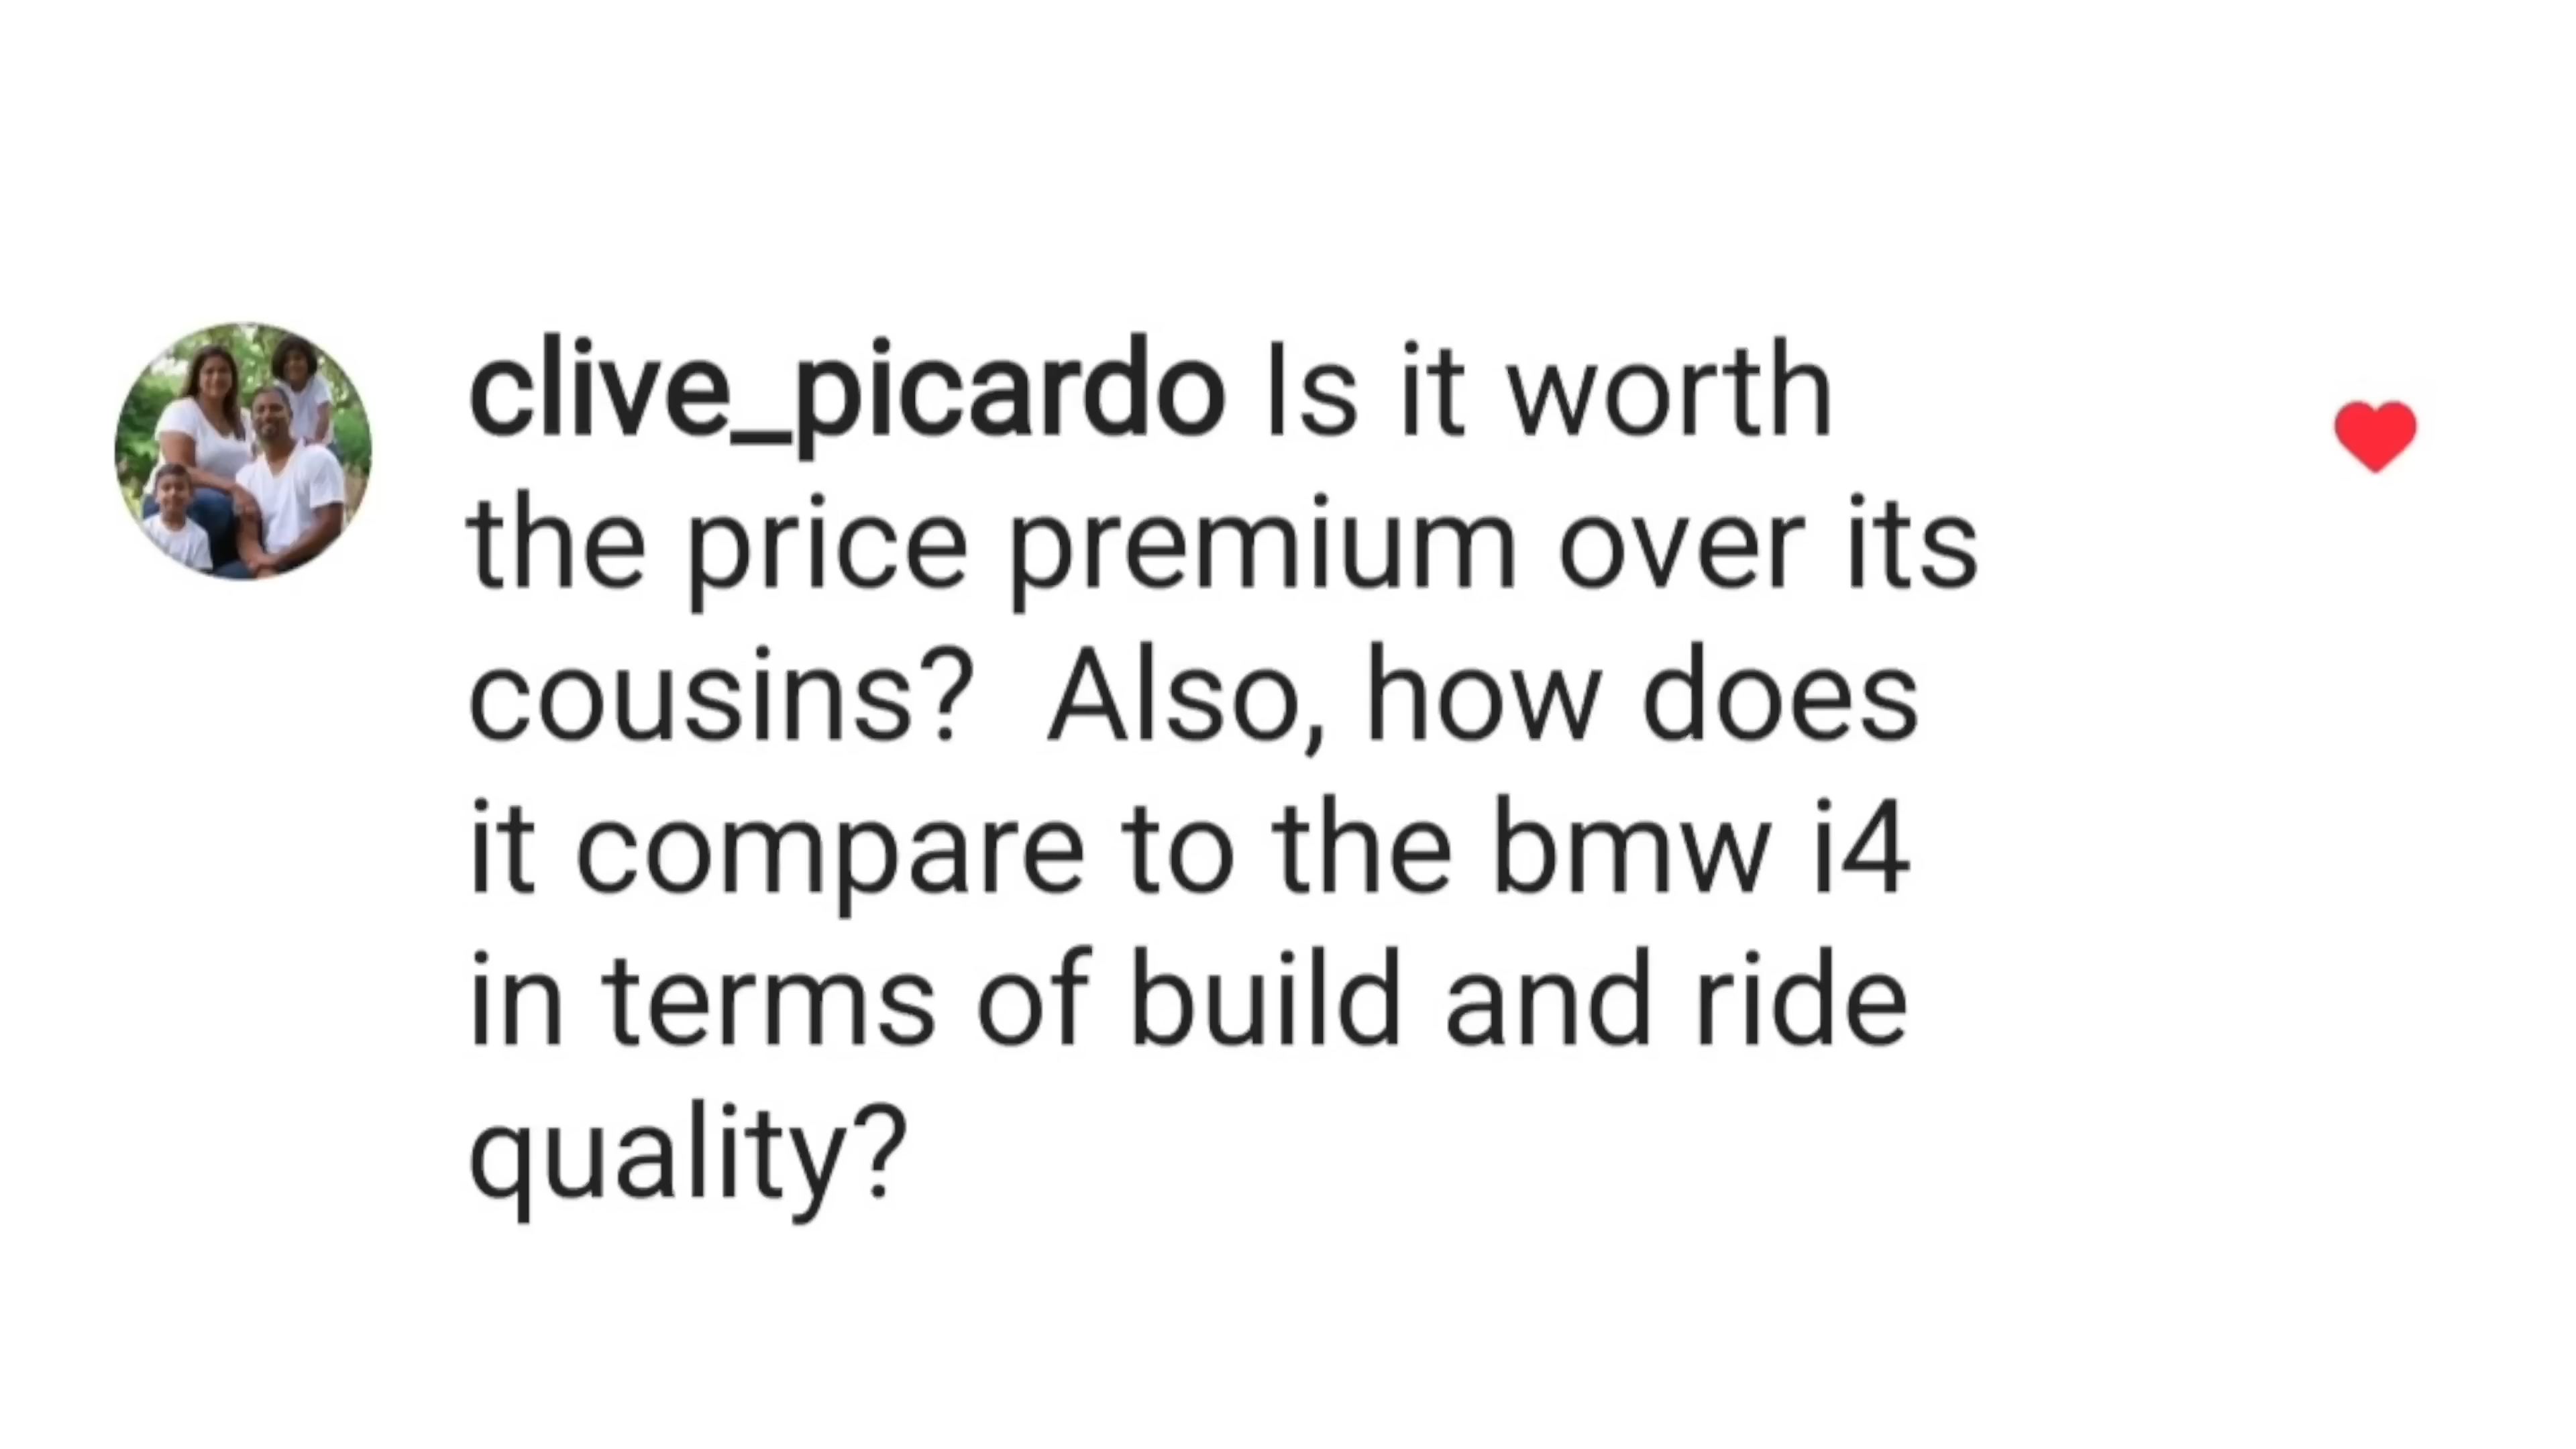 clive_picardo Is it worth
the price premium over its
cousins?  Also, how does
it compare to the bmw i4
in terms of build and ride
quality?